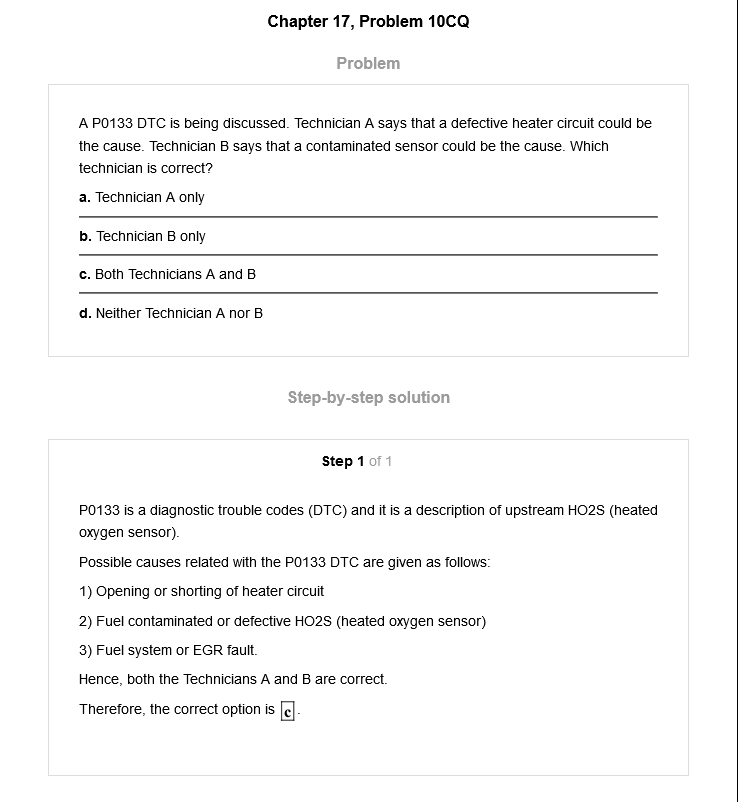 Chapter 17, Problem 10CQ
Problem
A P0133 DTC is being discussed. Technician A says that a defective heater circuit could be
the cause. Technician B says that a contaminated sensor could be the cause. Which
technician is correct?
a. Technician A only
b. Technician B only
c. Both Technicians A and B
d. Neither Technician A nor B
Step-by-step solution
Step 1 of 1
P0133 is a diagnostic trouble codes (DTC) and it is a description of upstream HO2S (heated
oxygen sensor).
Possible causes related with the P0133 DTC are given as follows:
1) Opening or shorting of heater circuit
2) Fuel contaminated or defective HO2S (heated oxygen sensor)
3) Fuel system or EGR fault.
Hence, both the Technicians A and B are correct.
Therefore, the correct option is c.